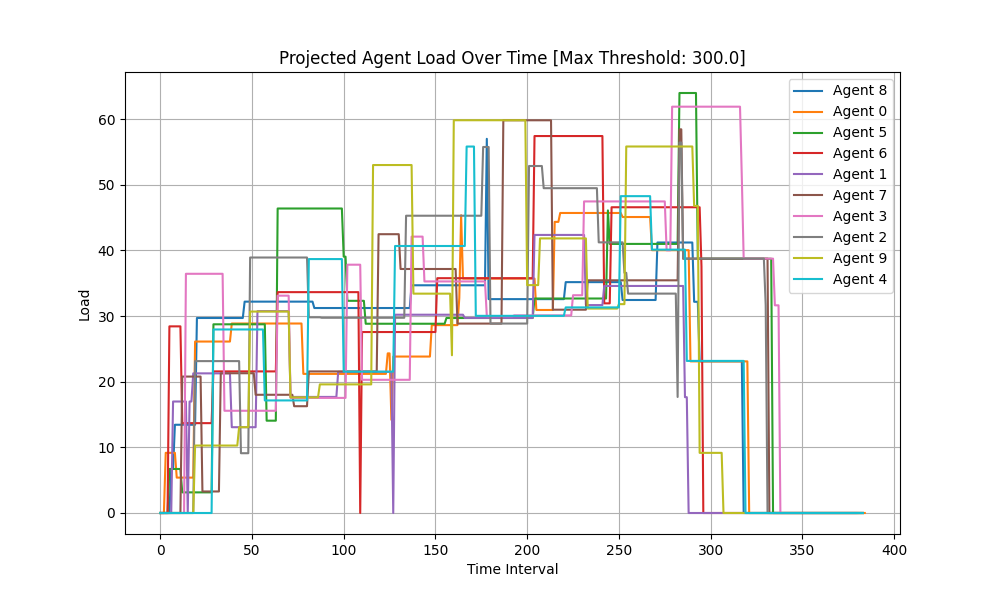 Projected Agent Load Over Time [Max Threshold: 300.0]
Load
60
50
40
30
20
10
0
0 50 100 150 200 250 300 350 400
Time Interval
Agent 8
Agent 0
Agent 5
Agent 6
Agent 1
Agent 7
Agent 3
Agent 2
Agent 9
Agent 4